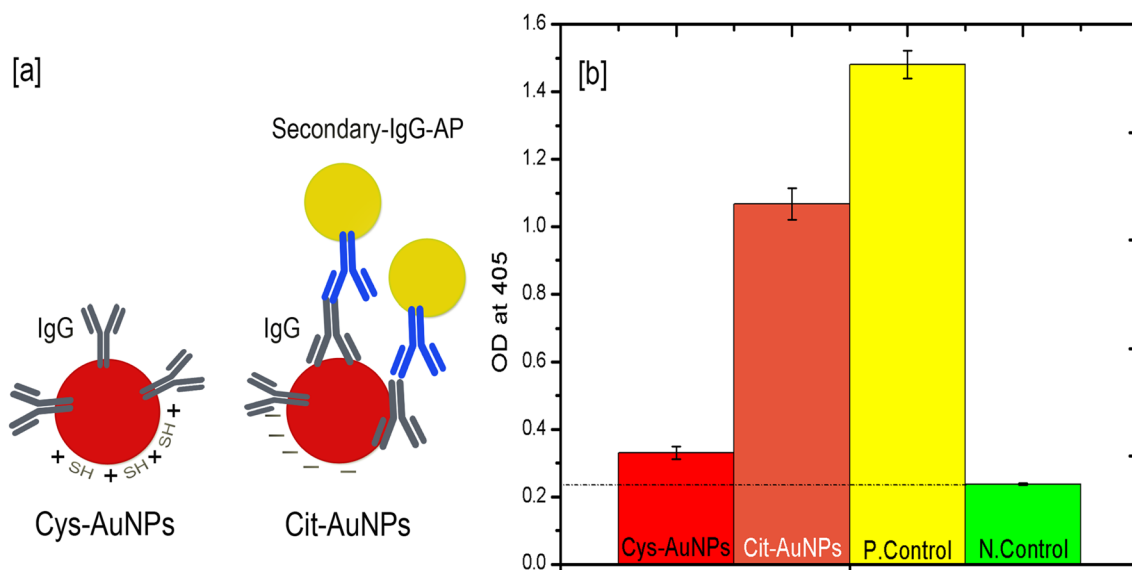 [a]
Secondary-IgG-AP
IgG
IgG
+
SH
+
SH
+
SH
+
− − − − −
Cys-AuNPs
Cit-AuNPs
[b]
OD at 405
1.6
1.4
1.2
1.0
0.8
0.6
0.4
0.2
0.0
Cys-AuNPs
Cit-AuNPs
P.Control
N.Control